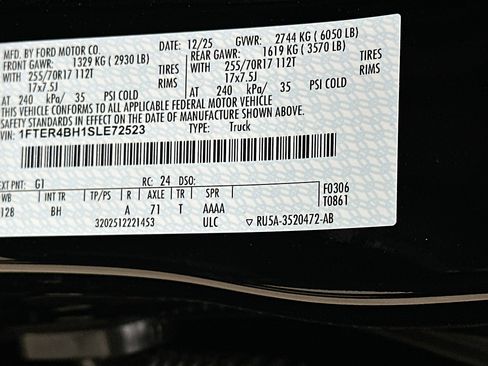 MFD. BY FORD MOTOR CO. DATE: 12/25 GVWR: 2744 KG ( 6050 LB)
FRONT GAWR: 1329 KG ( 2930 LB) REAR GAWR: 1619 KG ( 3570 LB)
WITH 255/70R17 112T TIRES WITH 255/70R17 112T TIRES
17x7.5J RIMS 17x7.5J RIMS
AT 240 kPa/ 35 AT 240 kPa/ 35
THIS VEHICLE CONFORMS TO ALL APPLICABLE FEDERAL MOTOR VEHICLE
SAFETY STANDARDS IN EFFECT ON THE DATE OF MANUFACTURE SHOWN ABOVE.
VIN: 1FTER4BH1SLE72523 TYPE: Truck
EXT PNT: G1 RC: 24 DSO:
WB INT TR TP/PS R AXLE TR SPR F0306
128 BH A 71 T AAAA T0861
32025122214S3 ULC ▽ RU5A-3520472-AB